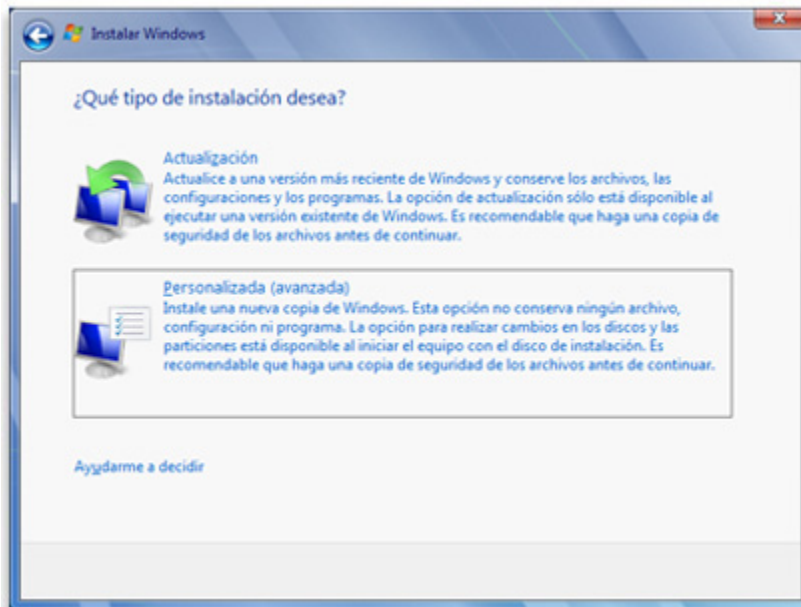 Instalar Windows
¿Qué tipo de instalación desea?
Actualización
Actualice a una versión más reciente de Windows y conserve los archivos, las
configuraciones y los programas. La opción de actualización sólo está disponible al
ejecutar una versión existente de Windows. Es recomendable que haga una copia de
seguridad de los archivos antes de continuar.
Personalizada (avanzada)
Instale una nueva copia de Windows. Esta opción no conserva ningún archivo,
configuración ni programa. La opción para realizar cambios en los discos y las
particiones está disponible al iniciar el equipo con el disco de instalación. Es
recomendable que haga una copia de seguridad de los archivos antes de continuar.
Ayudarme a decidir